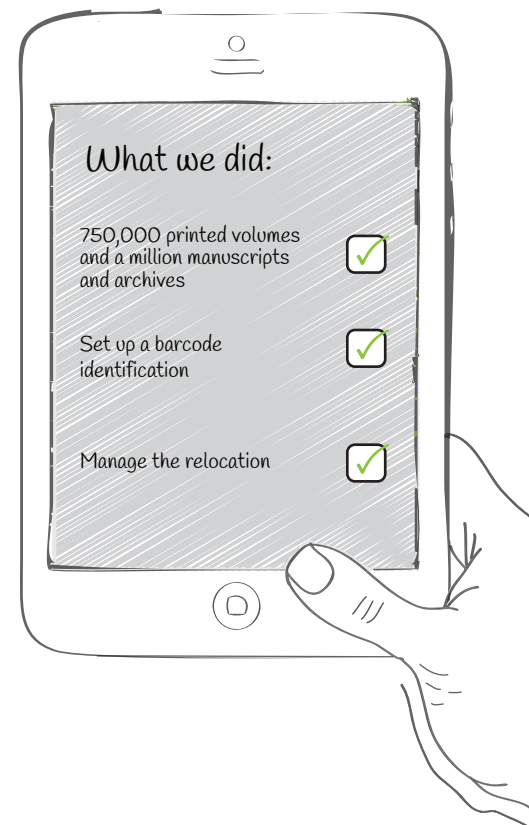 What we did:
750,000 printed volumes
and a million manuscripts
and archives
Set up a barcode
identification
Manage the relocation